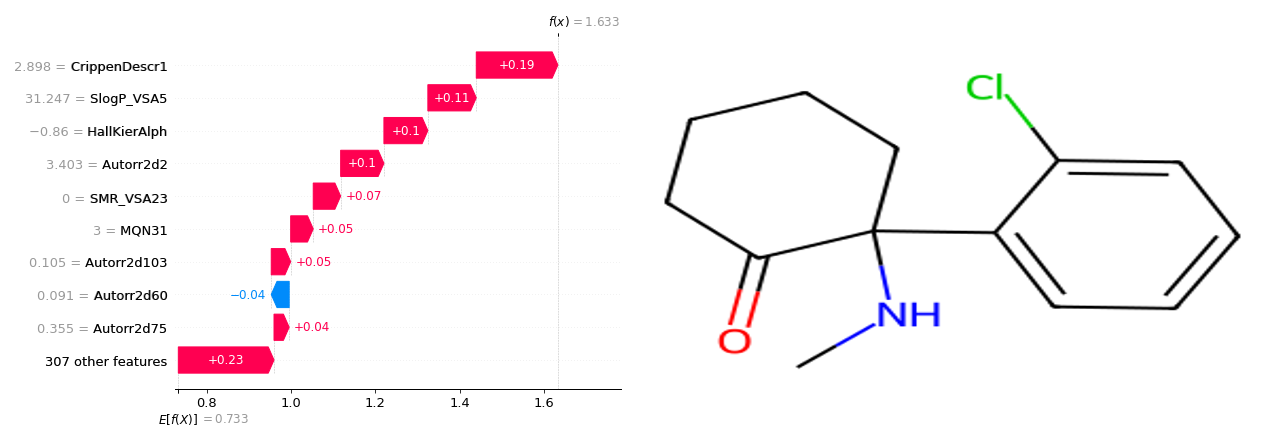 f(x) = 1.633
2.898 = CrippenDescr1
+0.19
31.247 = SlogP_VSA5
+0.11
−0.86 = HallKierAlph
+0.1
3.403 = Autorr2d2
+0.1
0 = SMR_VSA23
+0.07
3 = MQN31
+0.05
0.105 = Autorr2d103
+0.05
0.091 = Autorr2d60
−0.04
0.355 = Autorr2d75
+0.04
307 other features
+0.23
0.8 1.0 1.2 1.4 1.6
E[f(X)] = 0.733
Cl
NH
O